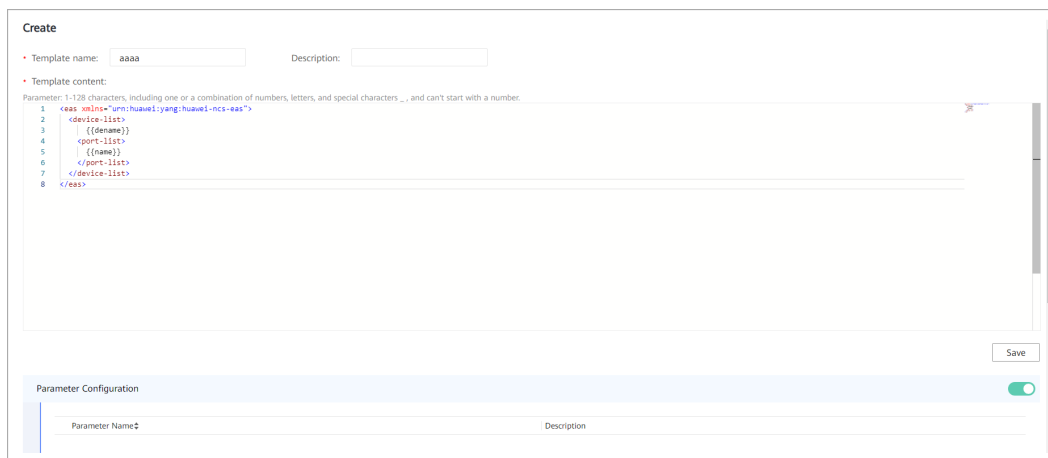 Create
* Template name: aaaa Description:
* Template content:
Parameter: 1-128 characters, including one or a combination of numbers, letters, and special characters _ , and can't start with a number.
1 <eas xmlns="urn:huawei:yang:huawei-ncs-eas">
2 <device-list>
3 {{dename}}
4 <port-list>
5 {{name}}
6 </port-list>
7 </device-list>
8 </eas>
Save
Parameter Configuration
Parameter Name Description